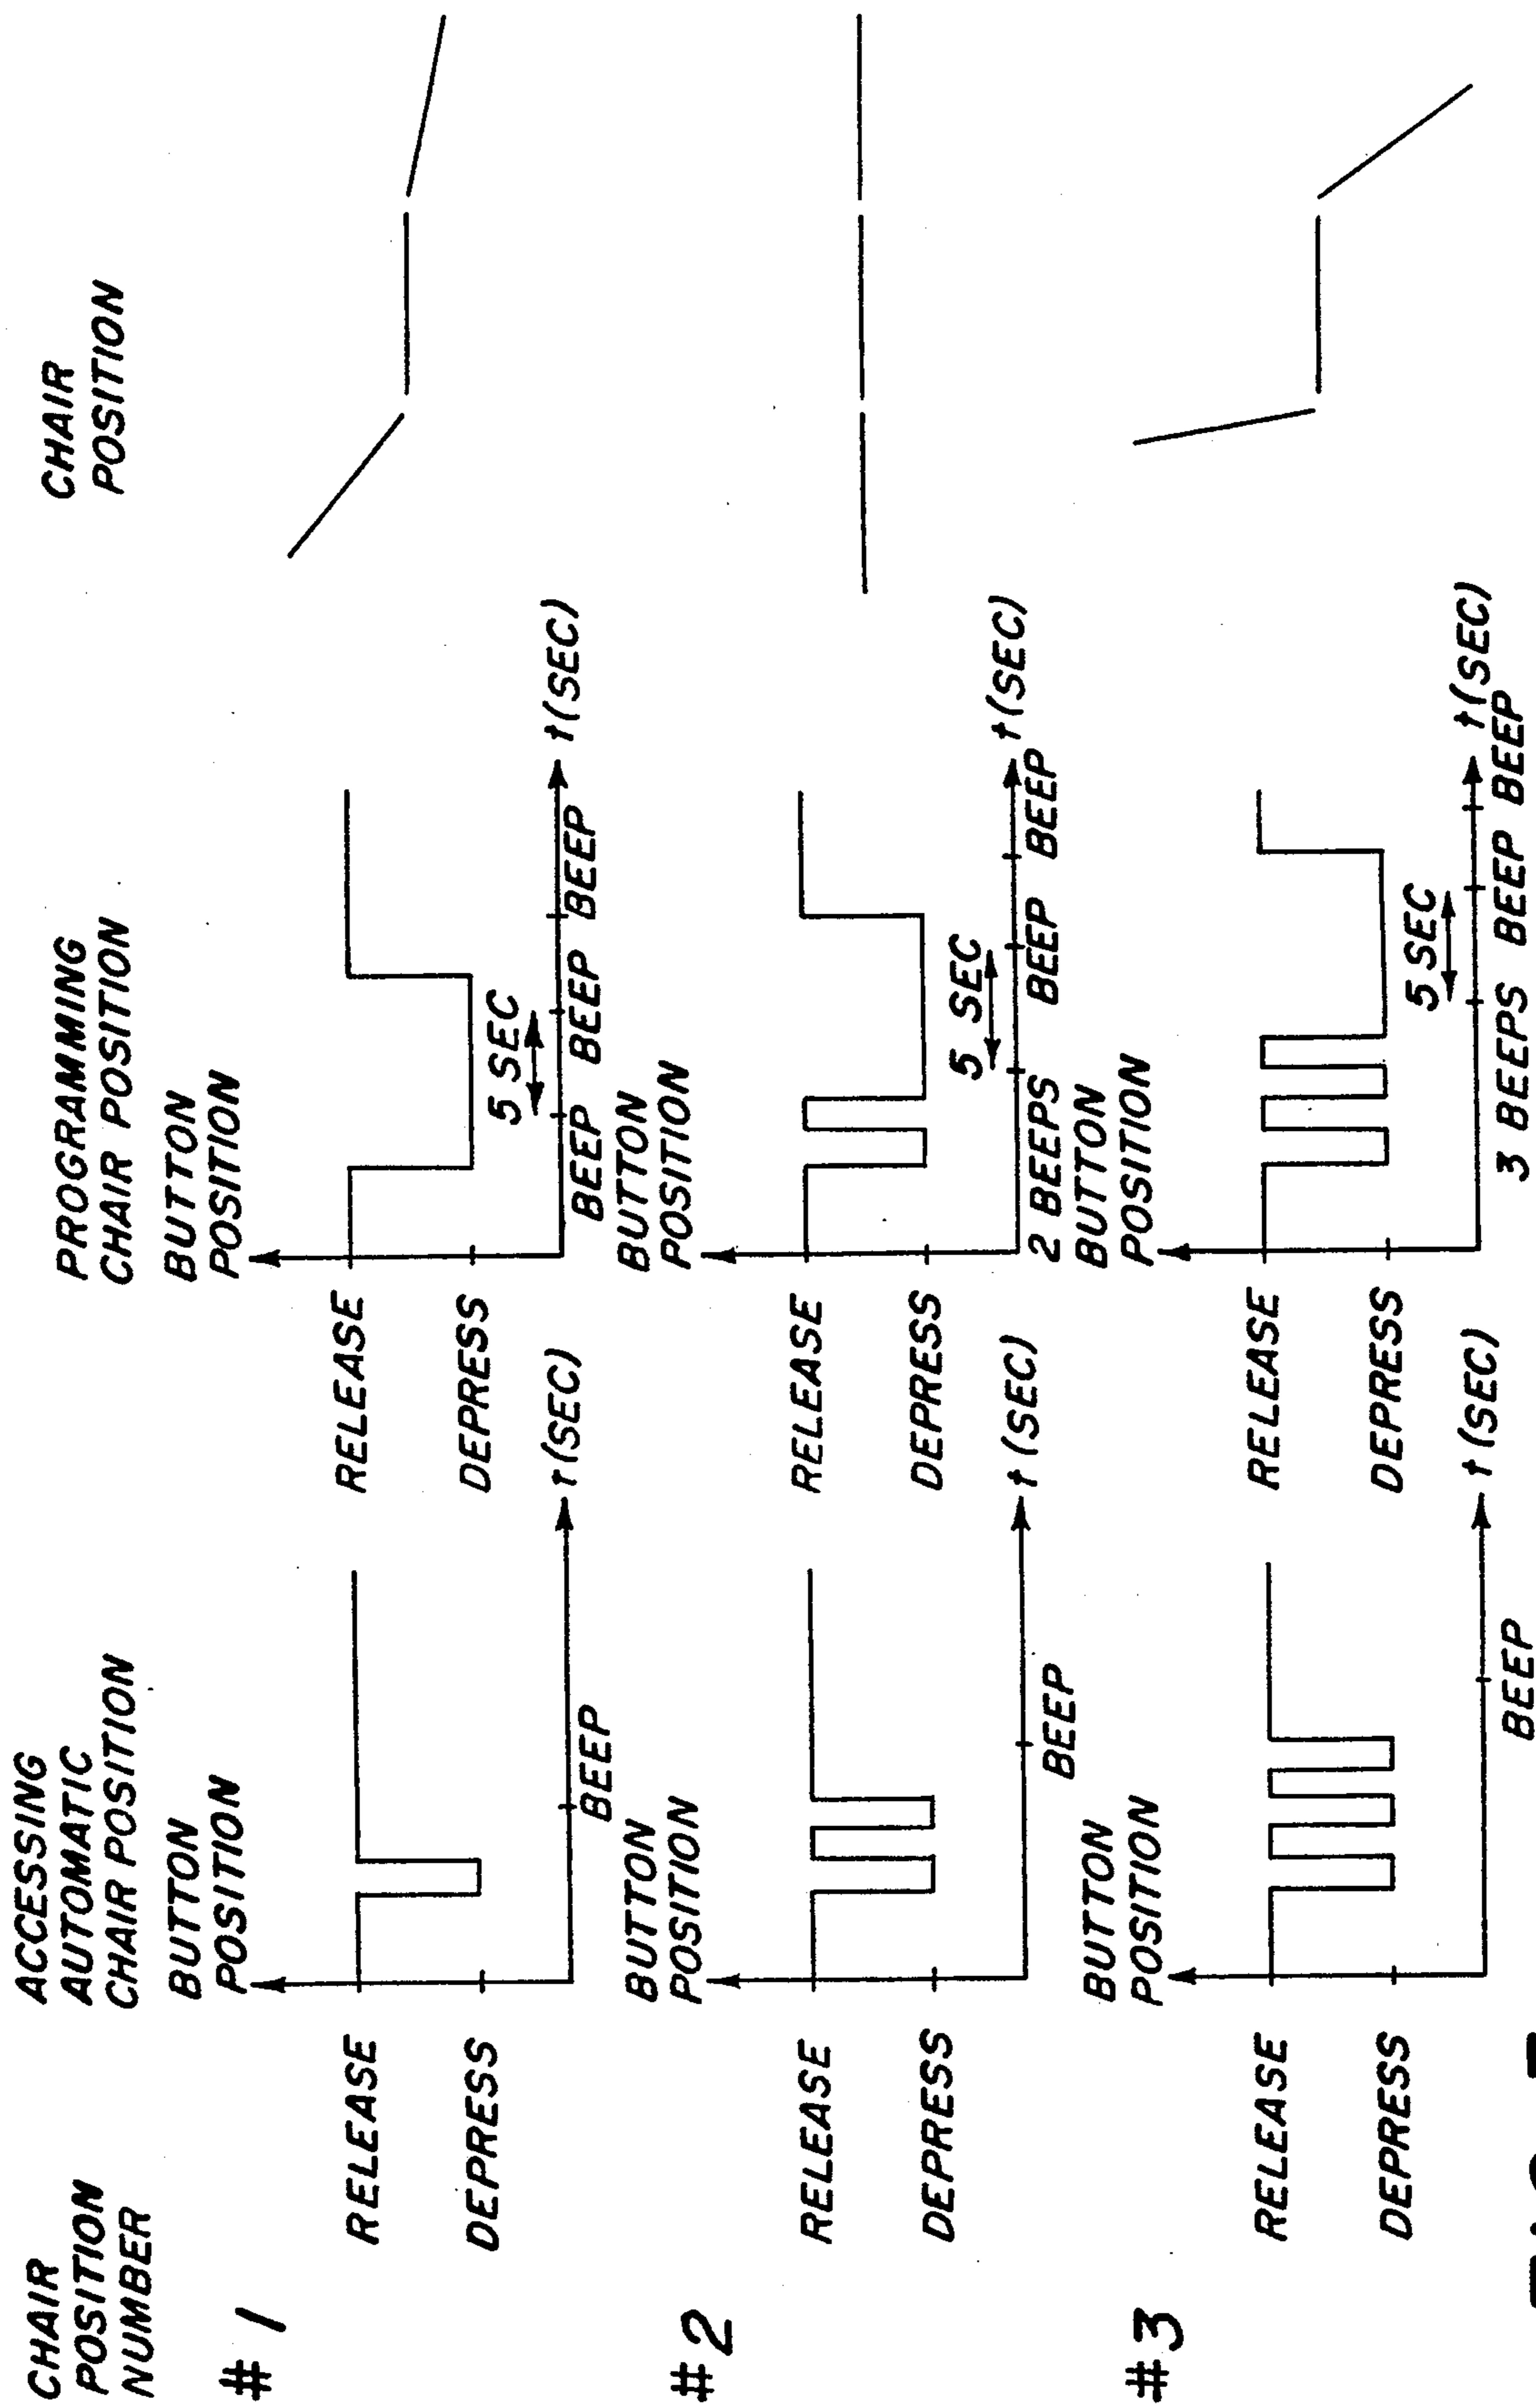 CHAIR
POSITION
NUMBER
ACCESSING
AUTOMATIC
CHAIR POSITION
PROGRAMMING
CHAIR POSITION
CHAIR
POSITION
#1
BUTTON
POSITION
RELEASE
DEPRESS
BEEP
t(SEC)
BUTTON
POSITION
RELEASE
DEPRESS
5 SEC
BEEP BEEP BEEP
t(SEC)
#2
BUTTON
POSITION
RELEASE
DEPRESS
BEEP
t(SEC)
BUTTON
POSITION
RELEASE
DEPRESS
5 SEC
2 BEEPS BEEP BEEP
t(SEC)
#3
BUTTON
POSITION
RELEASE
DEPRESS
BEEP
t(SEC)
BUTTON
POSITION
RELEASE
DEPRESS
5 SEC
3 BEEPS BEEP BEEP
t(SEC)